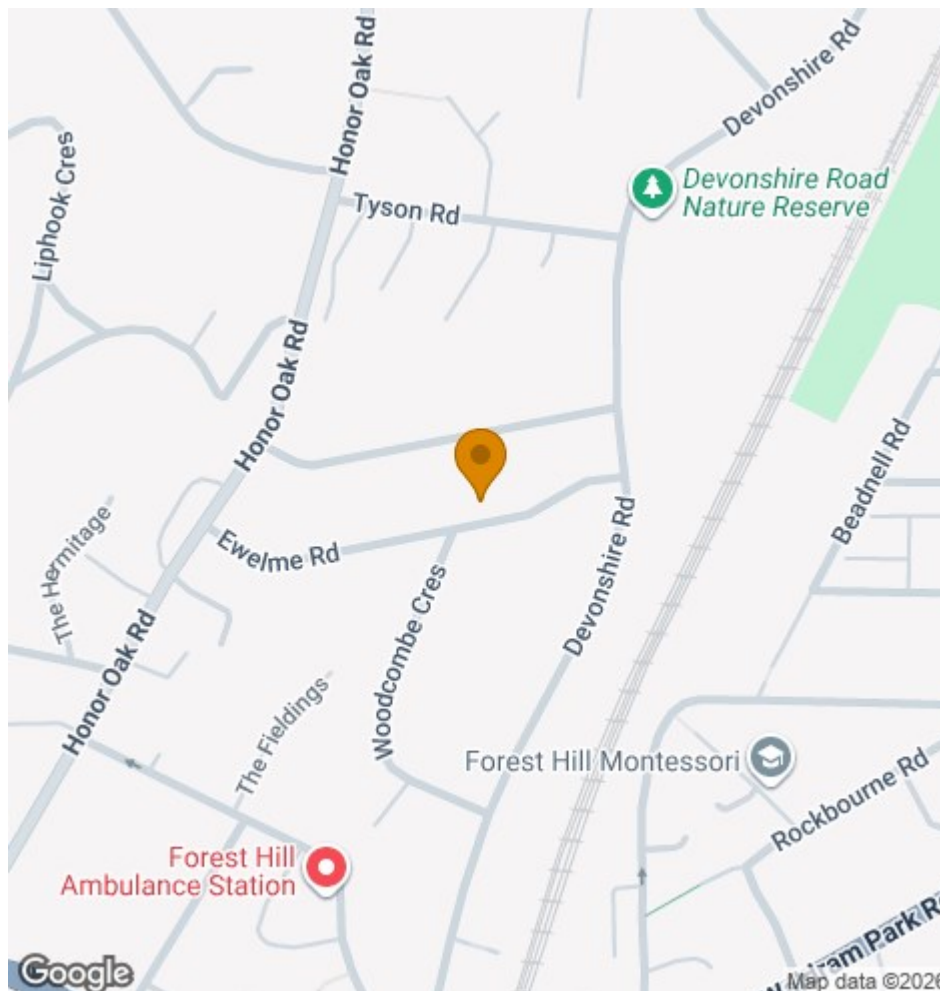 Honor Oak Rd
Devonshire Rd
Liphook Cres
Tyson Rd
Devonshire Road
Nature Reserve
Honor Oak Rd
Beadnell Rd
Ewelme Rd
The Hermitage
Devonshire Rd
Woodcombe Cres
Honor Oak Rd
The Fieldings
Forest Hill Montessori
Rockbourne Rd
Forest Hill
Ambulance Station
Park
Google
Map data ©2026